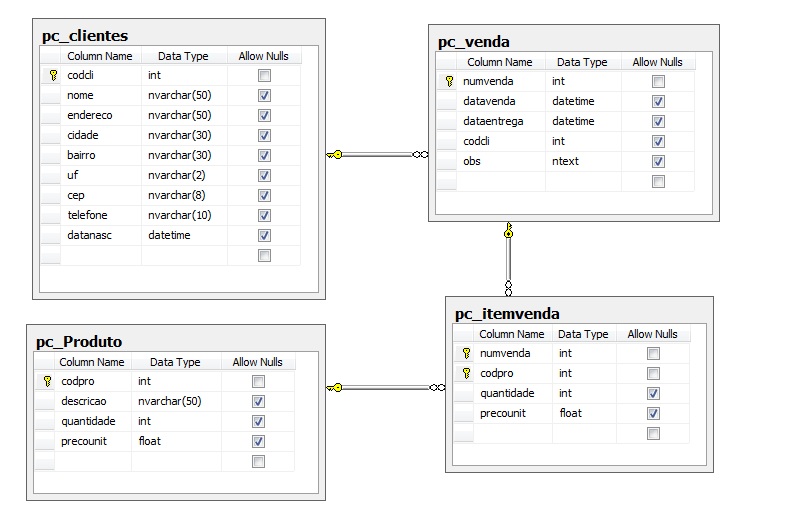 pc_clientes
Column Name Data Type Allow Nulls
codcli int
nome nvarchar(50)
endereco nvarchar(50)
cidade nvarchar(30)
bairro nvarchar(30)
uf nvarchar(2)
cep nvarchar(8)
telefone nvarchar(10)
datanasc datetime
pc_venda
Column Name Data Type Allow Nulls
numvenda int
datavenda datetime
dataentrega datetime
codcli int
obs ntext
pc_Produto
Column Name Data Type Allow Nulls
codpro int
descricao nvarchar(50)
quantidade int
precounit float
pc_itemvenda
Column Name Data Type Allow Nulls
numvenda int
codpro int
quantidade int
precounit float